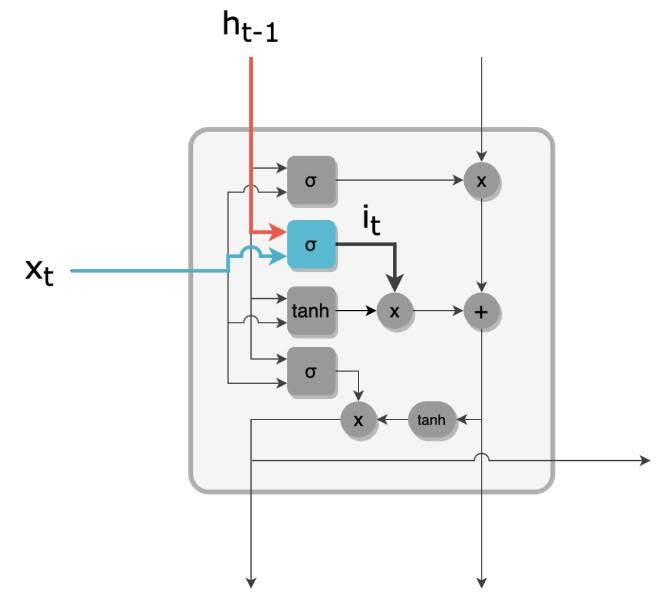 h_{t-1}
σ
x
σ
i_t
x_t
tanh
x
+
σ
x
tanh